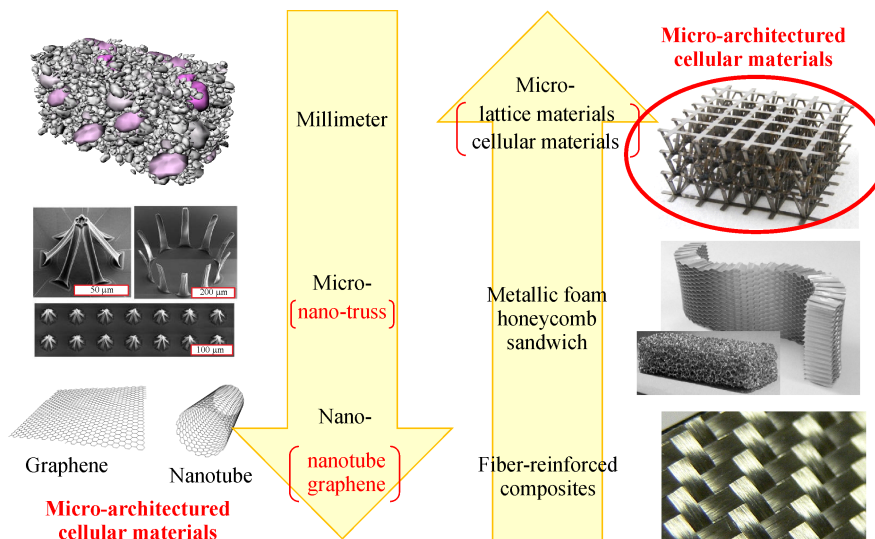 Micro-architectured
cellular materials
Millimeter
Micro-
lattice materials
cellular materials
50 μm
200 μm
100 μm
Micro-
nano-truss
Metallic foam
honeycomb
sandwich
Graphene
Nanotube
Nano-
nanotube
graphene
Fiber-reinforced
composites
Micro-architectured
cellular materials